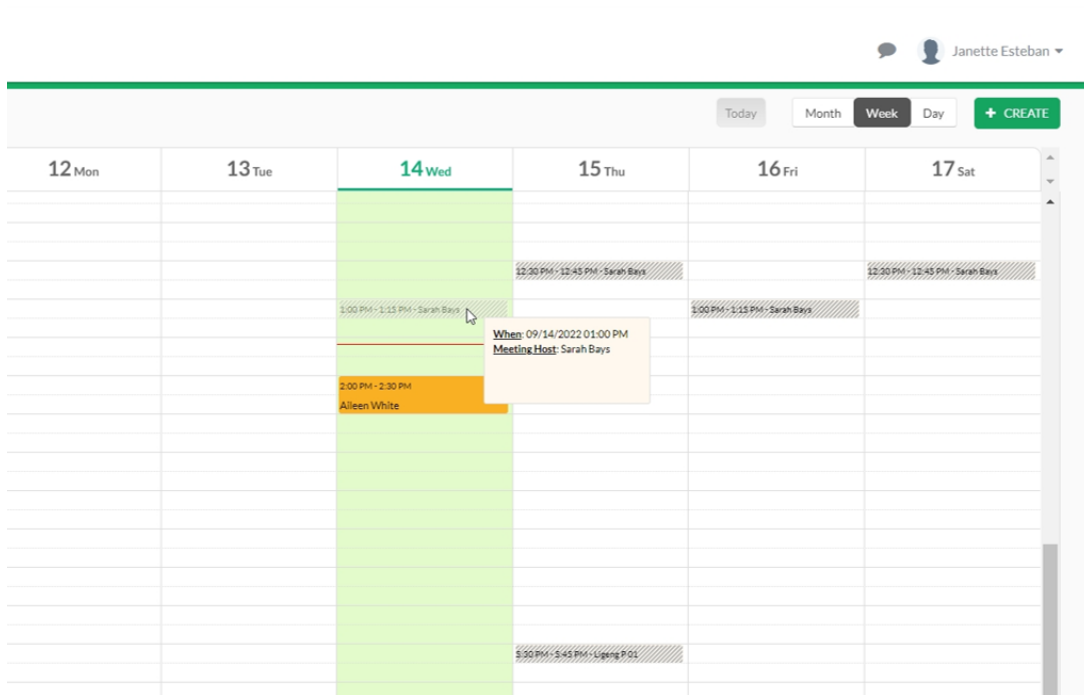 Janette Esteban
Today Month Week Day + CREATE
12 Mon 13 Tue 14 Wed 15 Thu 16 Fri 17 Sat
12:30 PM - 12:45 PM - Sarah Bays 12:30 PM - 12:45 PM - Sarah Bays
1:00 PM - 1:15 PM - Sarah Bays 1:00 PM - 1:15 PM - Sarah Bays
When: 09/14/2022 01:00 PM
Meeting Host: Sarah Bays
2:00 PM - 2:30 PM
Aileen White
5:30 PM - 5:45 PM - Ligeng P 01